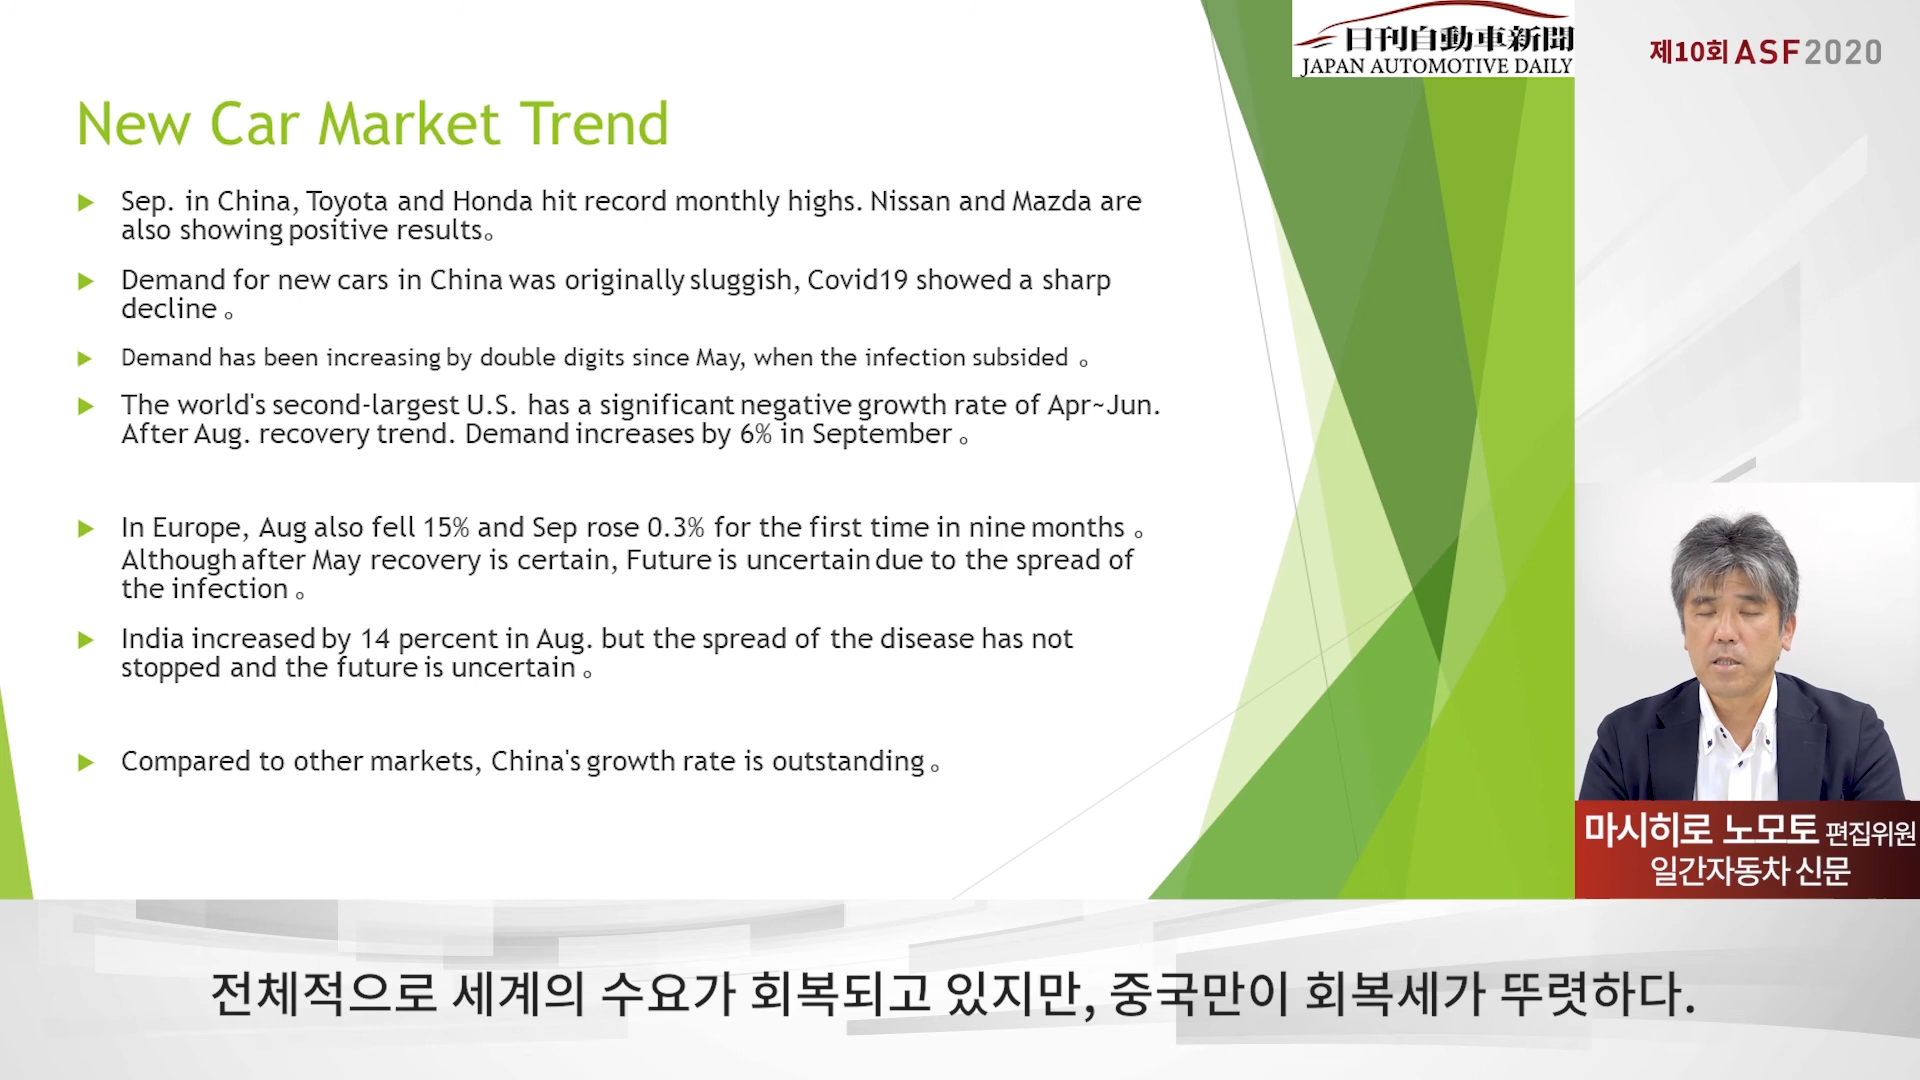 日刊自動車新聞
JAPAN AUTOMOTIVE DAILY
제10회 ASF2020
New Car Market Trend
Sep. in China, Toyota and Honda hit record monthly highs. Nissan and Mazda are
also showing positive results。
Demand for new cars in China was originally sluggish, Covid19 showed a sharp
decline 。
Demand has been increasing by double digits since May, when the infection subsided 。
The world's second-largest U.S. has a significant negative growth rate of Apr~Jun.
After Aug. recovery trend. Demand increases by 6% in September 。
In Europe, Aug also fell 15% and Sep rose 0.3% for the first time in nine months 。
Although after May recovery is certain, Future is uncertain due to the spread of
the infection 。
India increased by 14 percent in Aug. but the spread of the disease has not
stopped and the future is uncertain 。
Compared to other markets, China's growth rate is outstanding 。
마시히로 노모토 편집위원
일간자동차 신문
전체적으로 세계의 수요가 회복되고 있지만, 중국만이 회복세가 뚜렷하다.